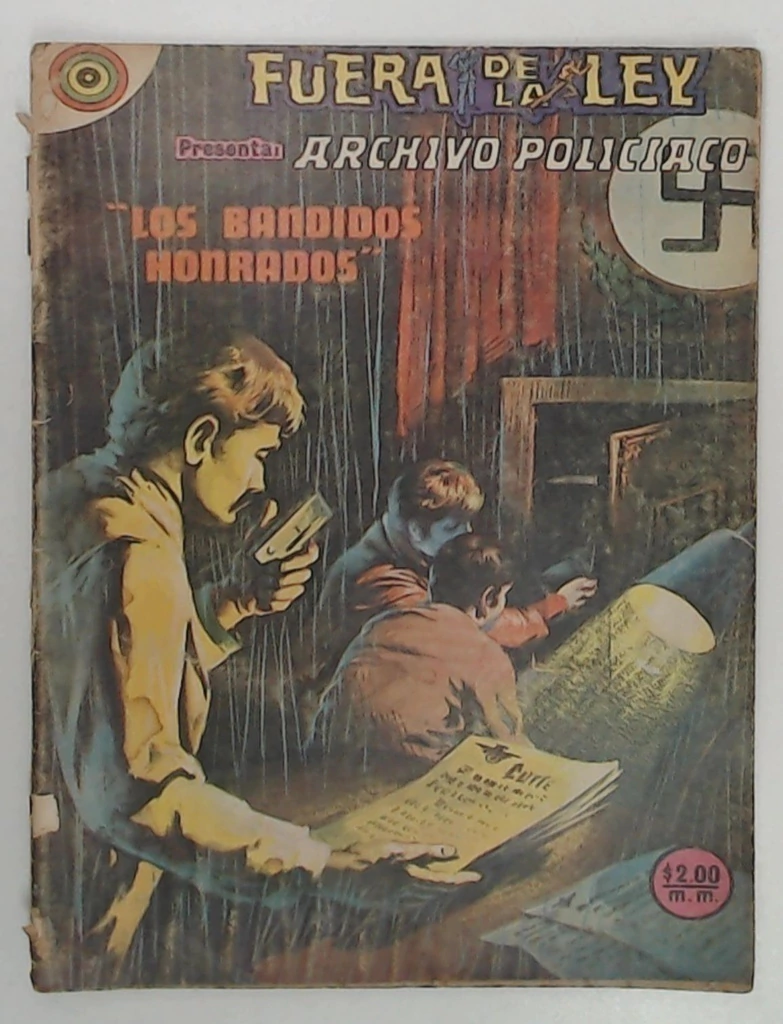 FUERA DE LA LEY
Presenta: ARCHIVO POLICIACO
"LOS BANDIDOS
HONRADOS"
$2.00
m.n.